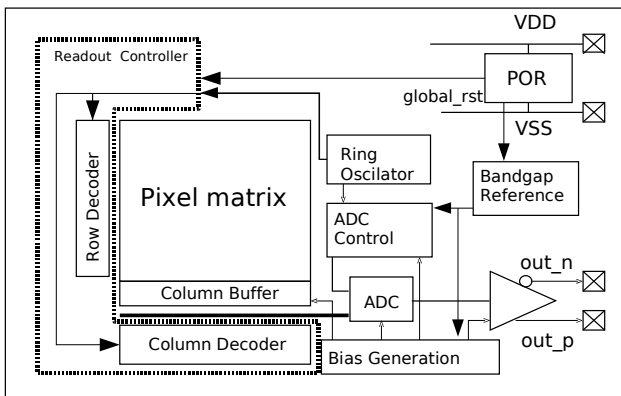 VDD
Readout Controller
POR
global_rst
VSS
Row Decoder
Pixel matrix
Ring
Oscilator
Bandgap
Reference
ADC
Control
out_n
Column Buffer
ADC
out_p
Column Decoder
Bias Generation